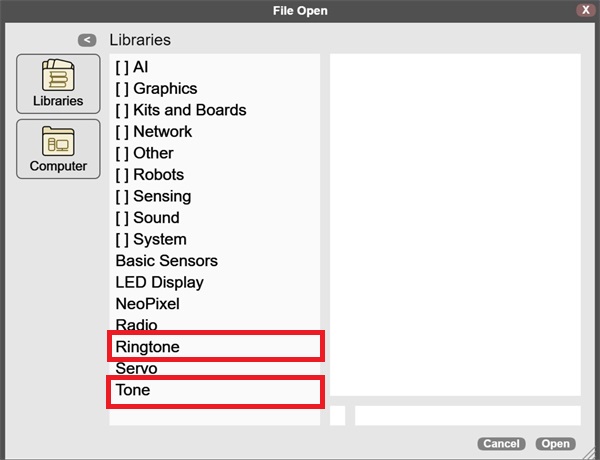 File Open
X
<
Libraries
Libraries
Computer
[ ] AI
[ ] Graphics
[ ] Kits and Boards
[ ] Network
[ ] Other
[ ] Robots
[ ] Sensing
[ ] Sound
[ ] System
Basic Sensors
LED Display
NeoPixel
Radio
Ringtone
Servo
Tone
Cancel
Open